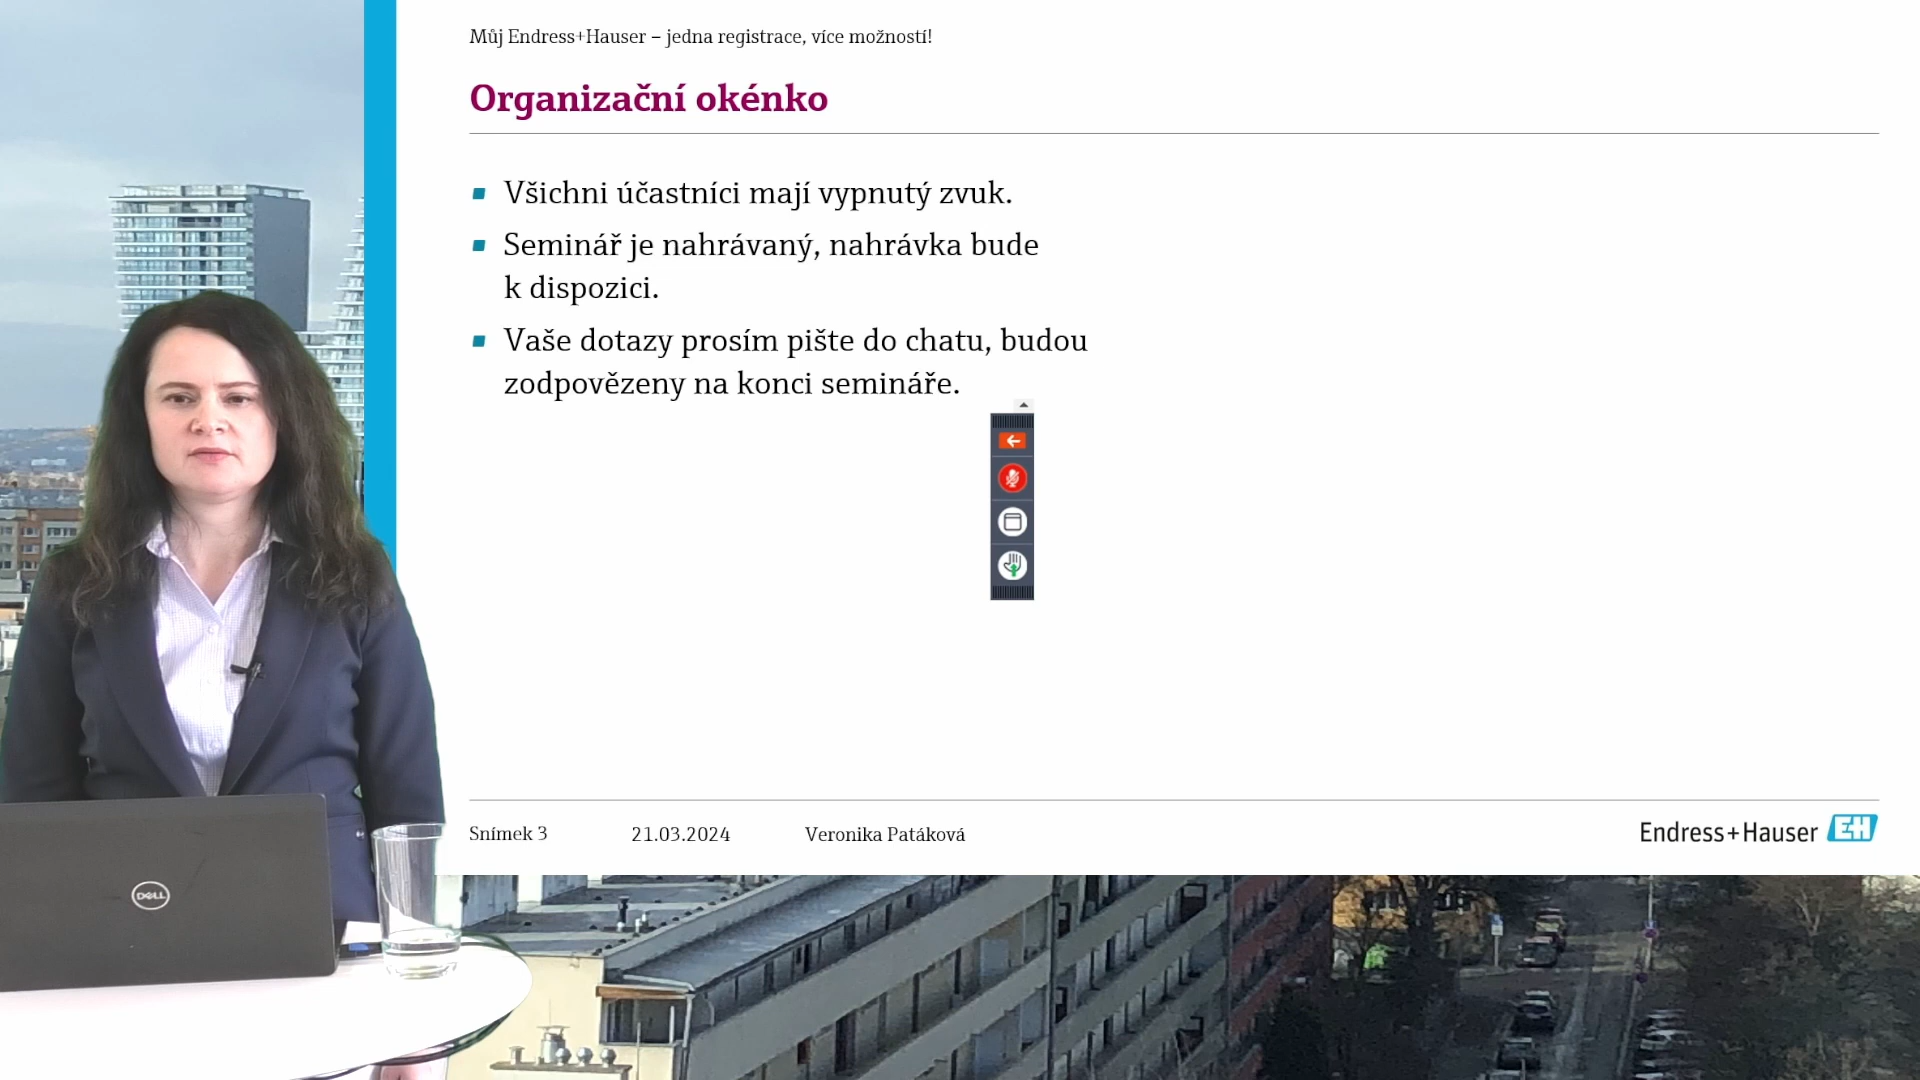 Můj Endress+Hauser – jedna registrace, více možností!
Organizační okénko
Všichni účastníci mají vypnutý zvuk.
Seminář je nahrávaný, nahrávka bude
k dispozici.
Vaše dotazy prosím pište do chatu, budou
zodpovězeny na konci semináře.
Snímek 3
21.03.2024
Veronika Patáková
Endress+Hauser EH
DELL